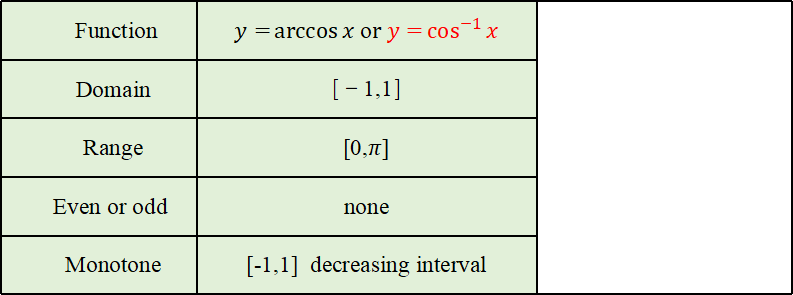 Function y = arccos x or y = cos⁻¹ x
Domain [ − 1,1]
Range [0,π]
Even or odd none
Monotone [-1,1] decreasing interval